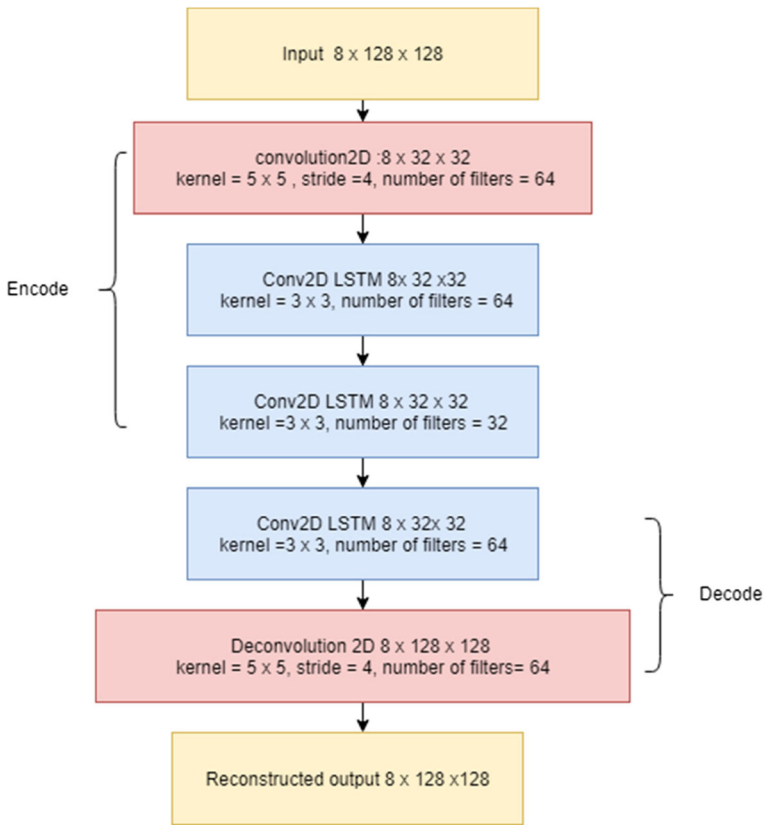 Input 8 x 128 x 128
convolution2D :8 x 32 x 32
kernel = 5 x 5 , stride =4, number of filters = 64
Encode
Conv2D LSTM 8x 32 x32
kernel = 3 x 3, number of filters = 64
Conv2D LSTM 8 x 32 x 32
kernel =3 x 3, number of filters = 32
Conv2D LSTM 8 x 32x 32
kernel =3 x 3, number of filters = 64
Decode
Deconvolution 2D 8 x 128 x 128
kernel = 5 x 5, stride = 4, number of filters= 64
Reconstructed output 8 x 128 x128